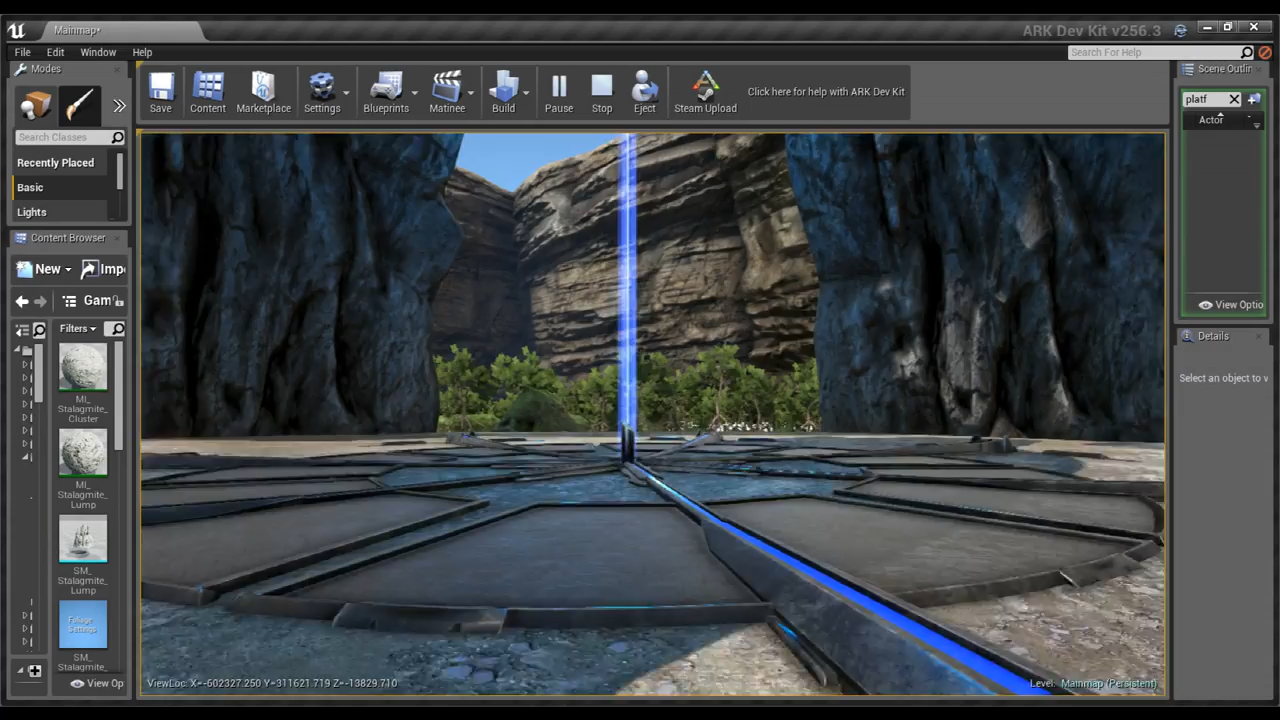 Mainmap*
ARK Dev Kit v256.3
File Edit Window Help
Search For Help
Modes
Save
Content
Marketplace
Settings
Blueprints
Matinee
Build
Pause
Stop
Eject
Steam Upload
Click here for help with ARK Dev Kit
Search Classes
Recently Placed
Basic
Lights
Content Browser
New
Impo
Gam
Filters
MI_
Stalagmite_
Cluster
MI_
Stalagmite_
Lump
SM_
Stalagmite_
Lump
Foliage
Settings
SM_
Stalagmite_
View Op
ViewLoc: X=-602327.250 Y=311621.719 Z=-13829.710
Level: Mainmap (Persistent)
Scene Outlin
platf
Actor
View Optio
Details
Select an object to v